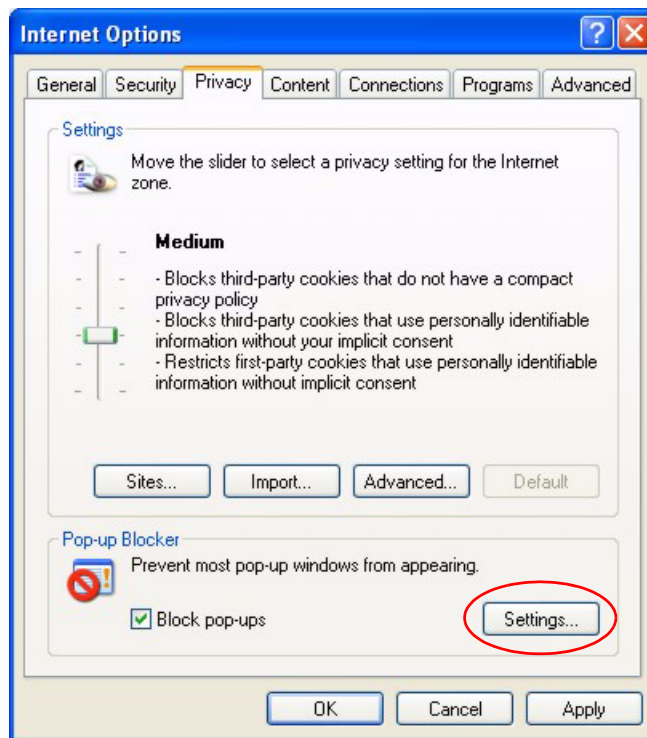 Internet Options
General Security Privacy Content Connections Programs Advanced
Settings
Move the slider to select a privacy setting for the Internet
zone.
Medium
- Blocks third-party cookies that do not have a compact
privacy policy
- Blocks third-party cookies that use personally identifiable
information without your implicit consent
- Restricts first-party cookies that use personally identifiable
information without implicit consent
Sites... Import... Advanced... Default
Pop-up Blocker
Prevent most pop-up windows from appearing.
Block pop-ups Settings...
OK Cancel Apply